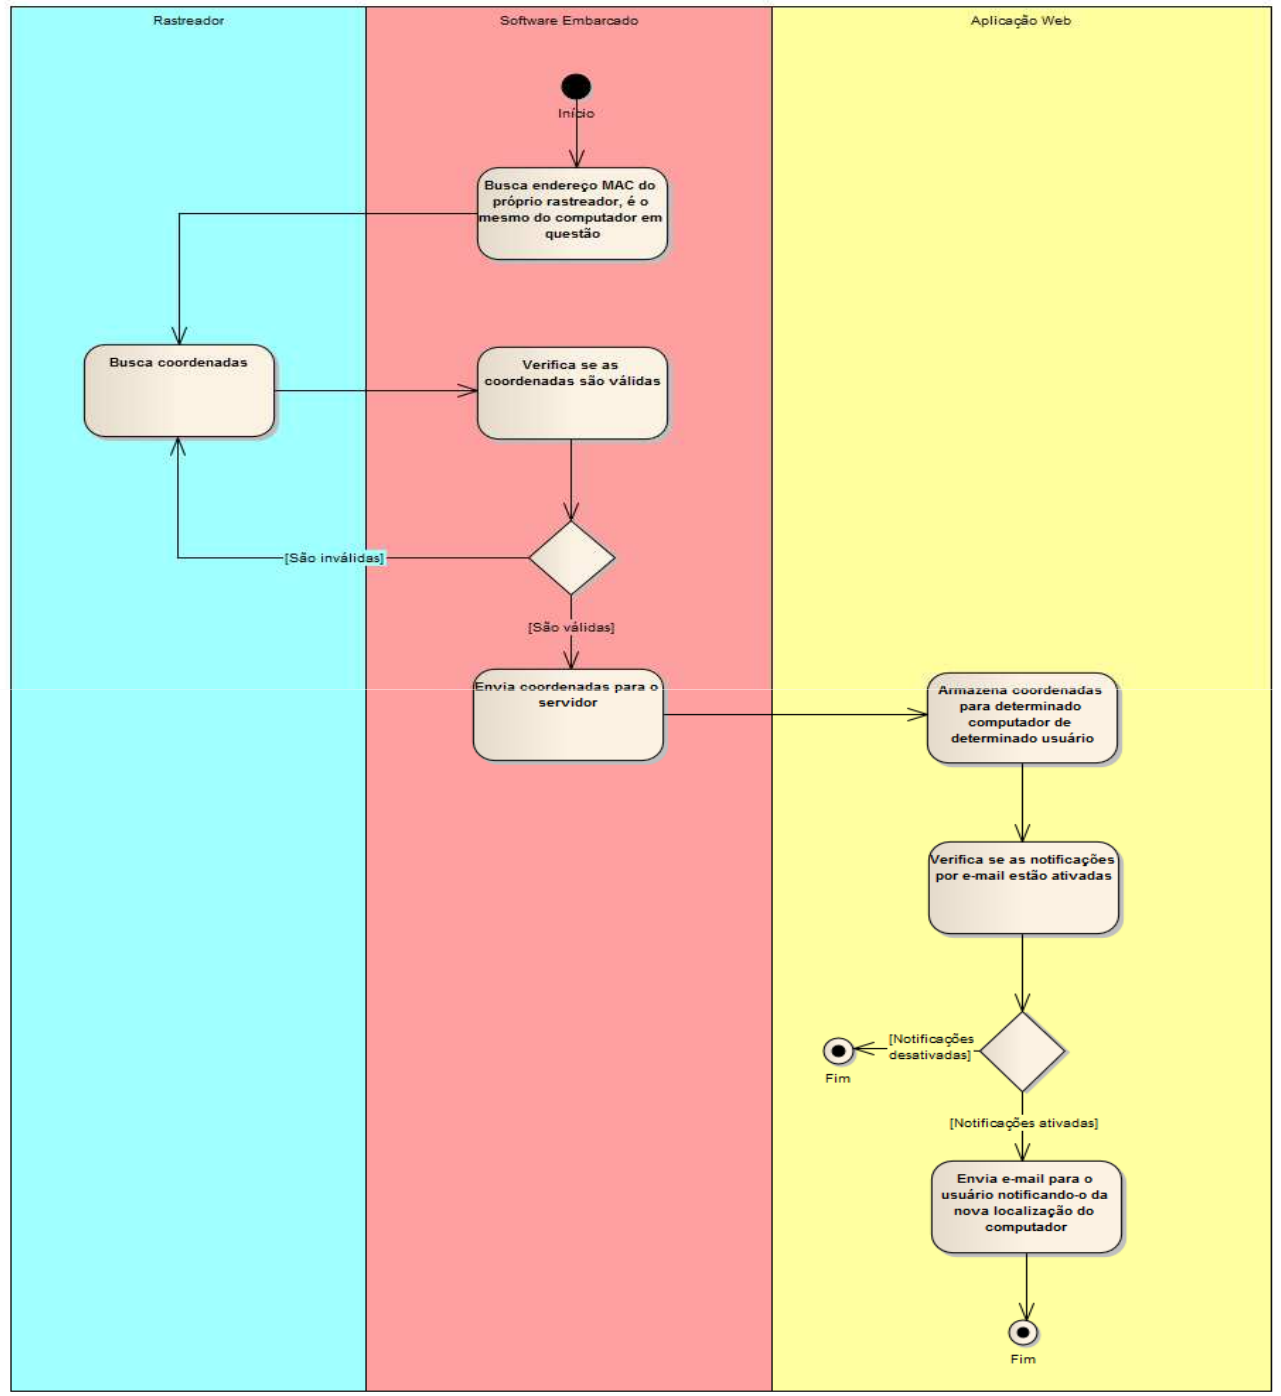 Rastreador
Software Embarcado
Aplicação Web
Início
Busca endereço MAC do
próprio rastreador, é o
mesmo do computador em
questão
Busca coordenadas
Verifica se as
coordenadas são válidas
[São inválidas]
[São válidas]
Envia coordenadas para o
servidor
Armazena coordenadas
para determinado
computador de
determinado usuário
Verifica se as notificações
por e-mail estão ativadas
[Notificações
desativadas]
Fim
[Notificações ativadas]
Envia e-mail para o
usuário notificando-o da
nova localização do
computador
Fim